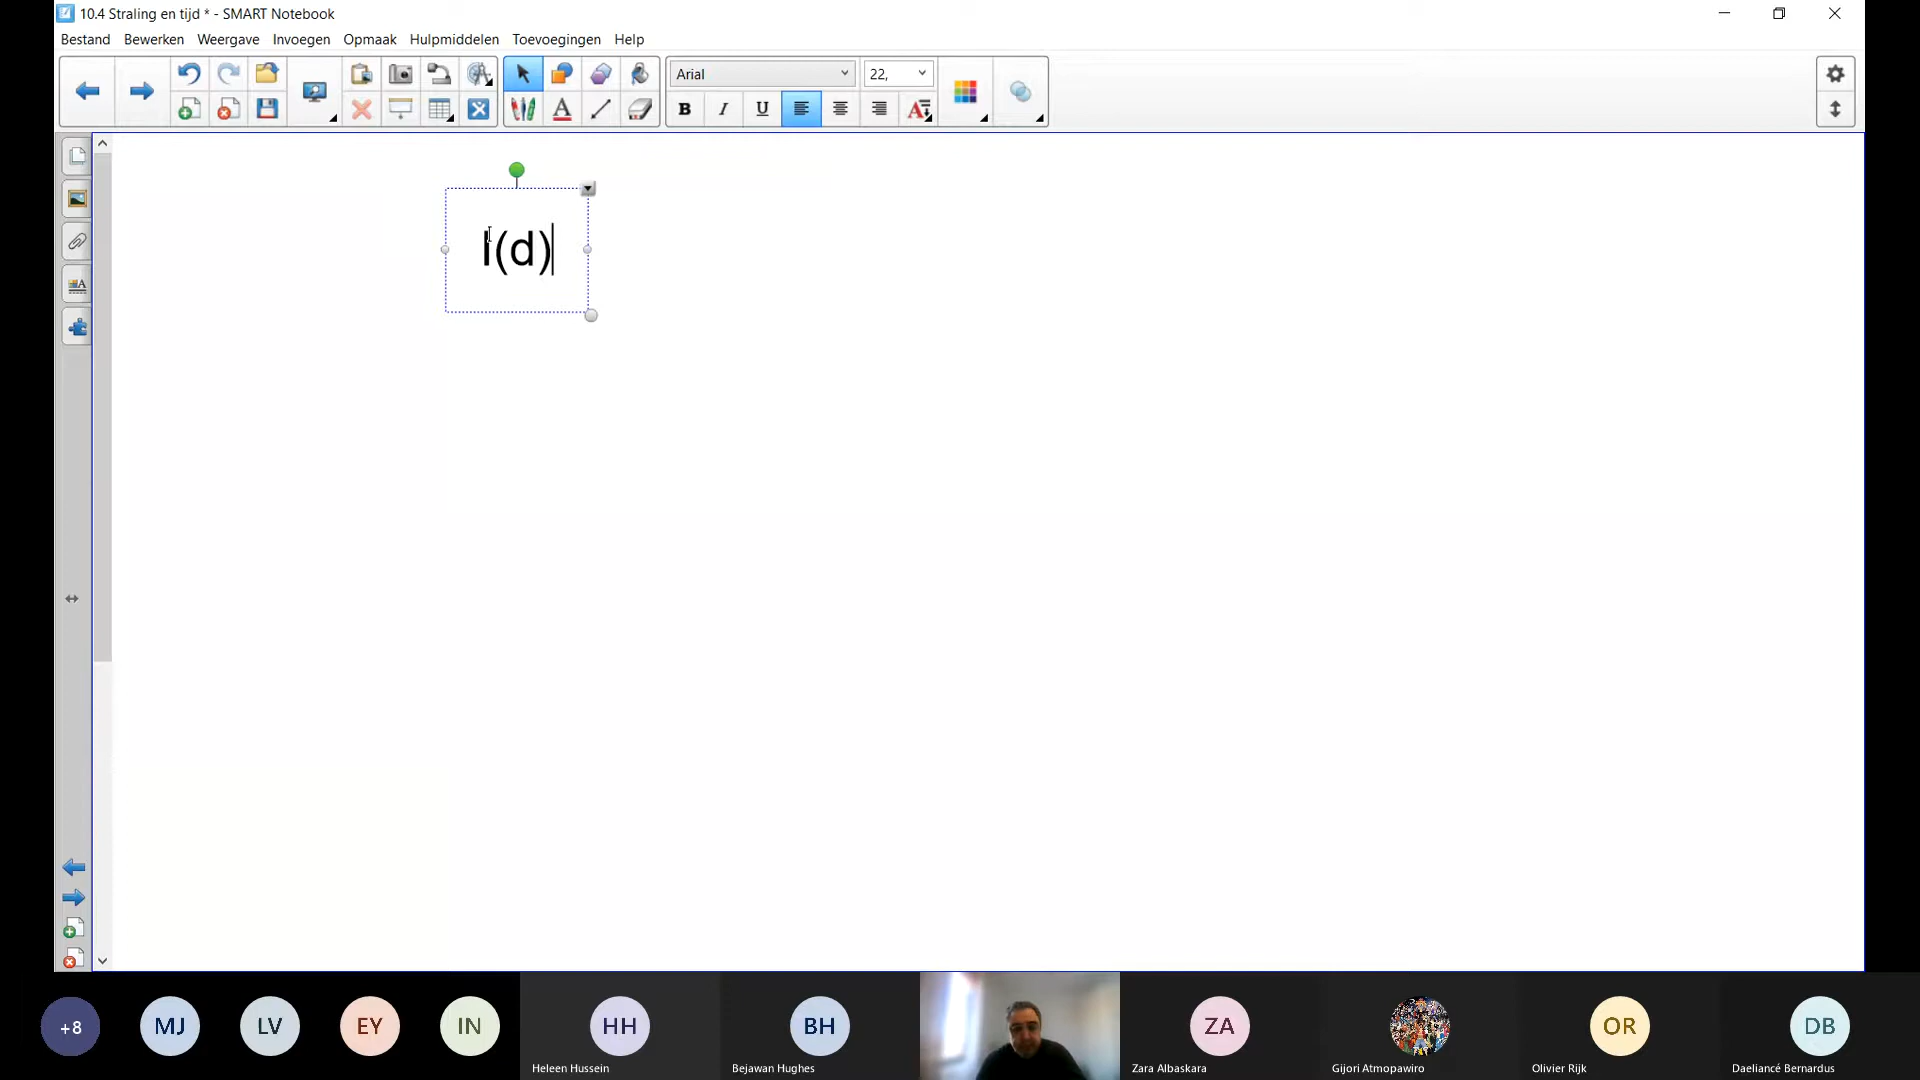 10.4 Straling en tijd * - SMART Notebook
Bestand Bewerken Weergave Invoegen Opmaak Hulpmiddelen Toevoegingen Help
Arial 22,
B I U A
I(d)
+8 MJ LV EY IN HH BH ZA OR DB
Heleen Hussein Bejawan Hughes Zara Albaskara Gijori Atmopawiro Olivier Rijk Daeliancé Bernardus